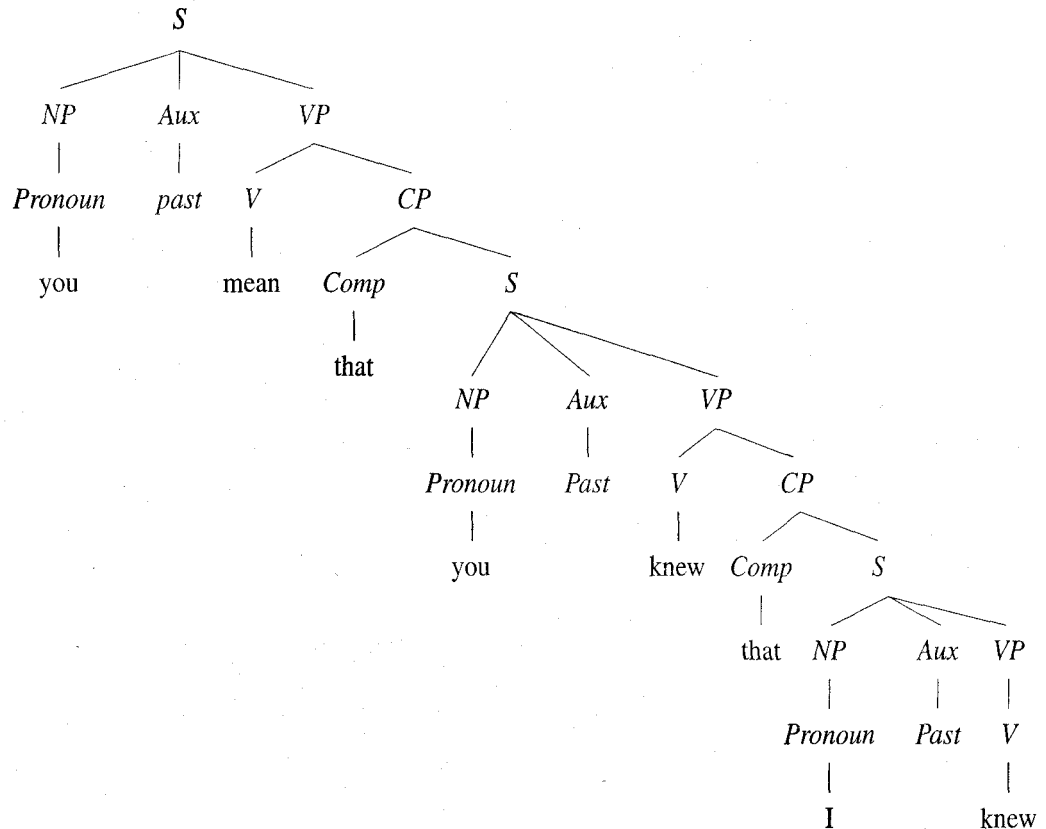 S
NP Aux VP
Pronoun past V CP
you mean Comp S
that
NP Aux VP
Pronoun Past V CP
you knew Comp S
that NP Aux VP
Pronoun Past V
I knew